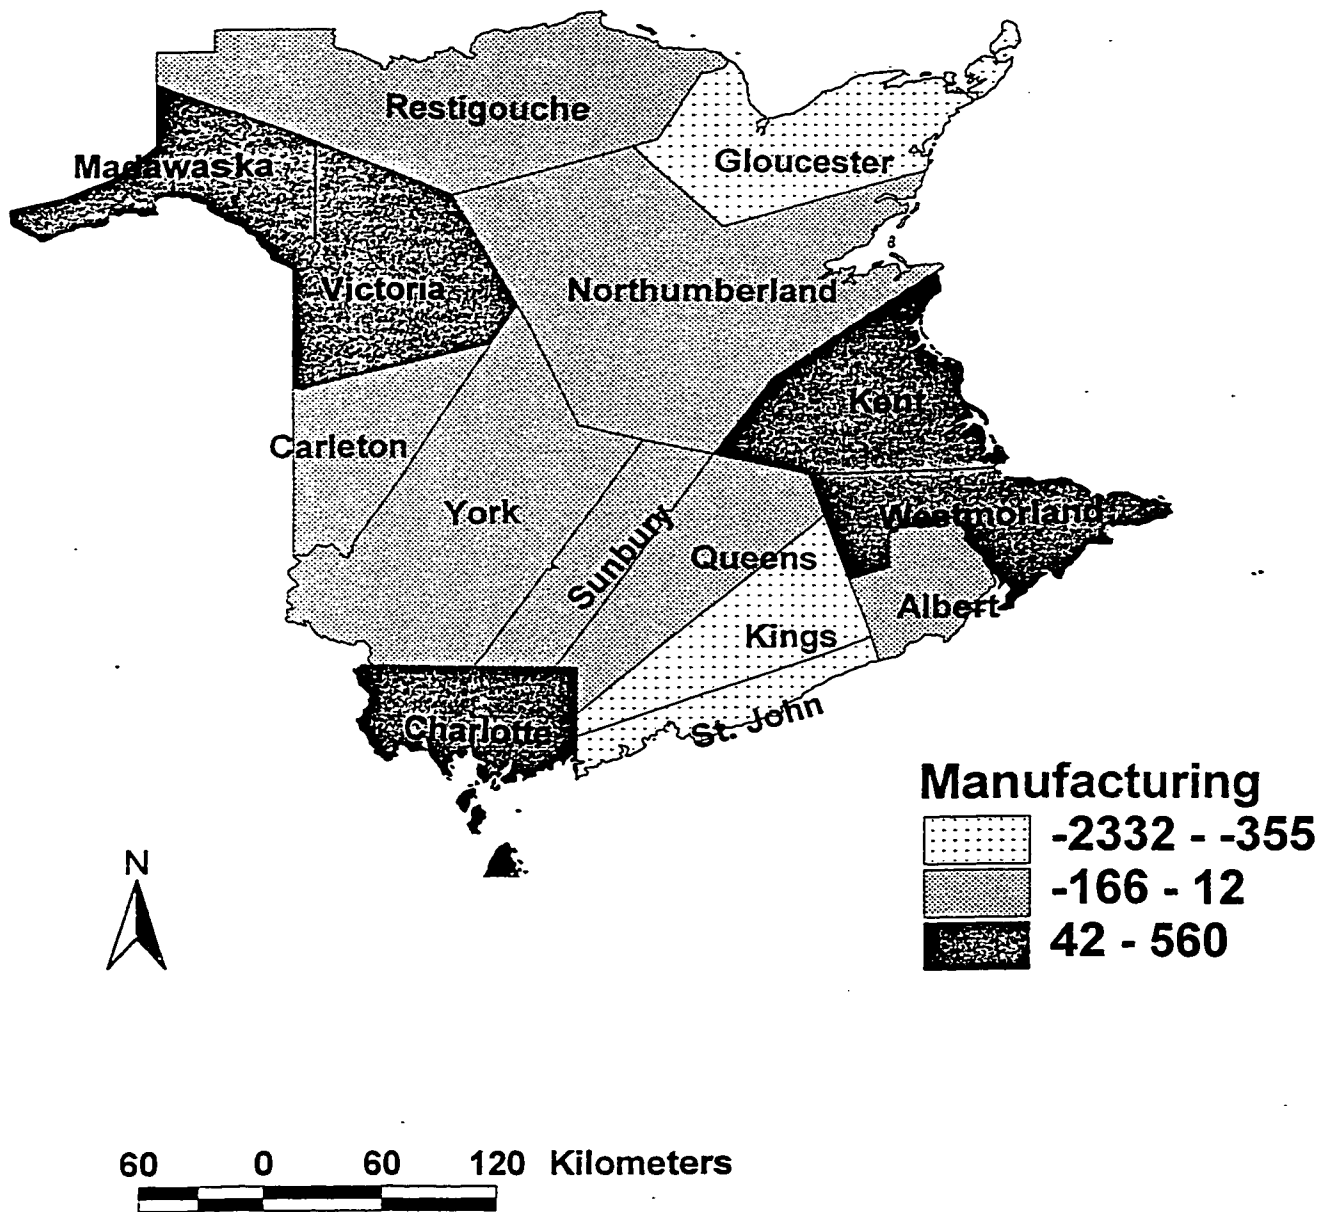 Restigouche
Madawaska
Gloucester
Victoria
Northumberland
Kent
Carleton
York
Sunbury
Westmorland
Queens
Albert
Kings
St. John
Charlotte
Manufacturing
-2332 - -355
-166 - 12
42 - 560
N
60 0 60 120 Kilometers